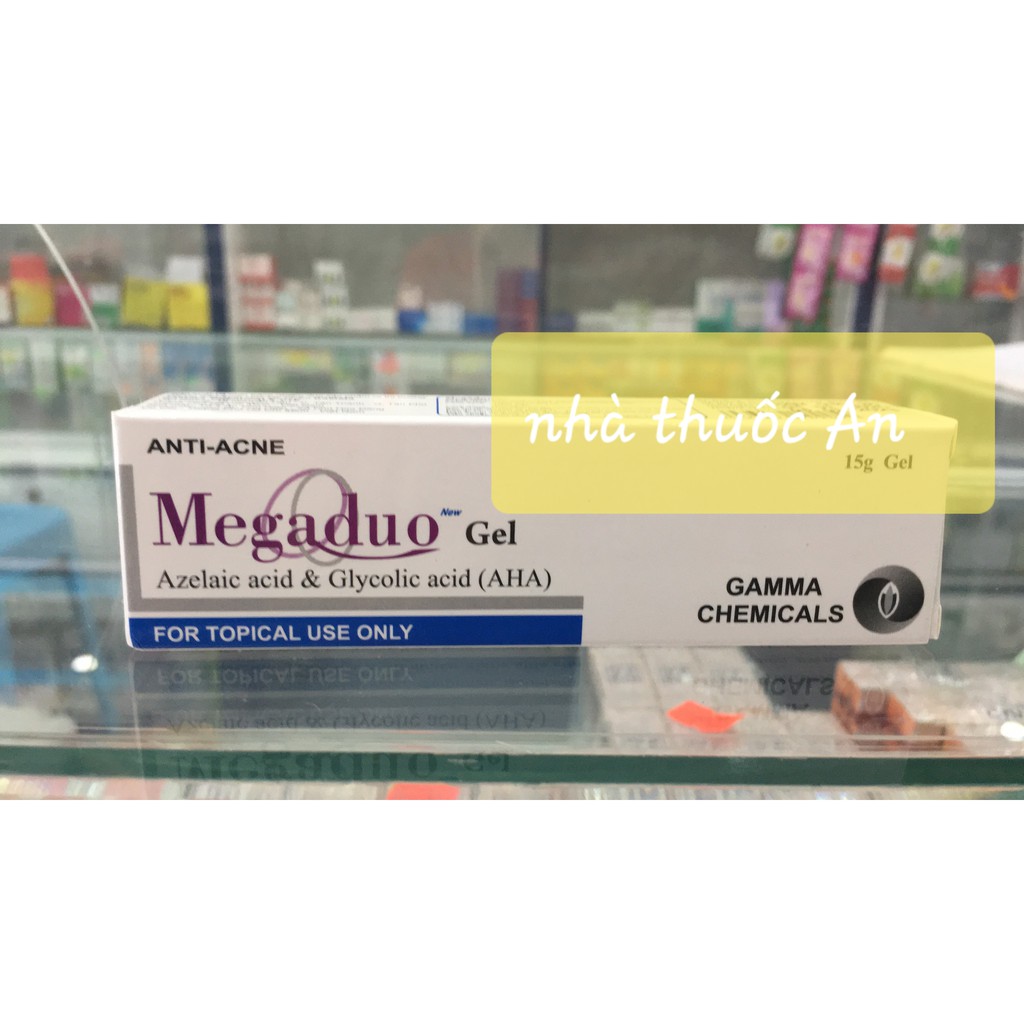 nhà thuốc An
ANTI-ACNE
15g Gel
Megaduo New Gel
Azelaic acid & Glycolic acid (AHA)
GAMMA
CHEMICALS
FOR TOPICAL USE ONLY